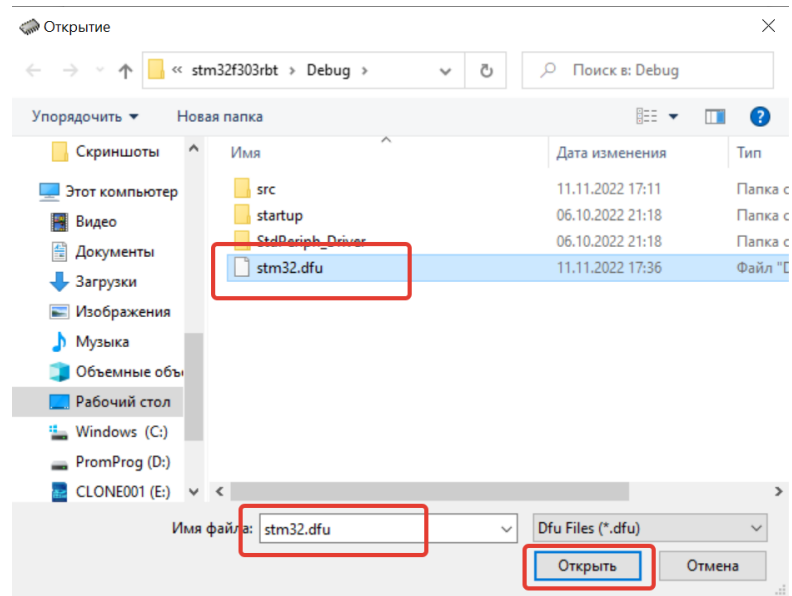 Открытие
« stm32f303rbt › Debug ›
Поиск в: Debug
Упорядочить Новая папка
Скриншоты
Этот компьютер
Видео
Документы
Загрузки
Изображения
Музыка
Объемные объ
Рабочий стол
Windows (C:)
PromProg (D:)
CLONE001 (E:)
Имя Дата изменения Тип
src 11.11.2022 17:11 Папка с
startup 06.10.2022 21:18 Папка с
StdPeriph_Driver 06.10.2022 21:18 Папка с
stm32.dfu 11.11.2022 17:36 Файл "D
Имя файла: stm32.dfu Dfu Files (*.dfu)
Открыть Отмена